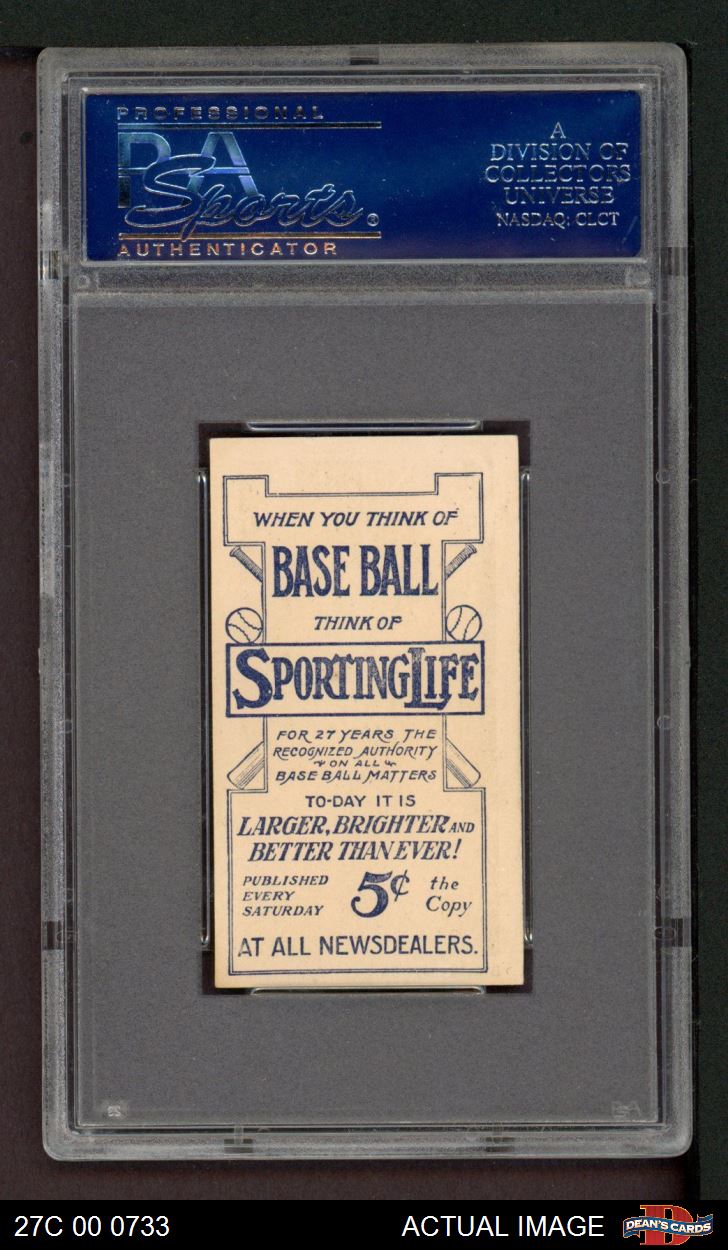 PROFESSIONAL
PSA
Sports®
AUTHENTICATOR
A
DIVISION OF
COLLECTORS
UNIVERSE
NASDAQ: CLCT
WHEN YOU THINK OF
BASE BALL
THINK OF
SPORTING LIFE
FOR 27 YEARS THE
RECOGNIZED AUTHORITY
ON ALL
BASE BALL MATTERS
TO-DAY IT IS
LARGER, BRIGHTER AND
BETTER THAN EVER!
PUBLISHED
EVERY
SATURDAY
5¢
the
Copy
AT ALL NEWSDEALERS.
27C 00 0733
ACTUAL IMAGE
DEAN'S CARDS